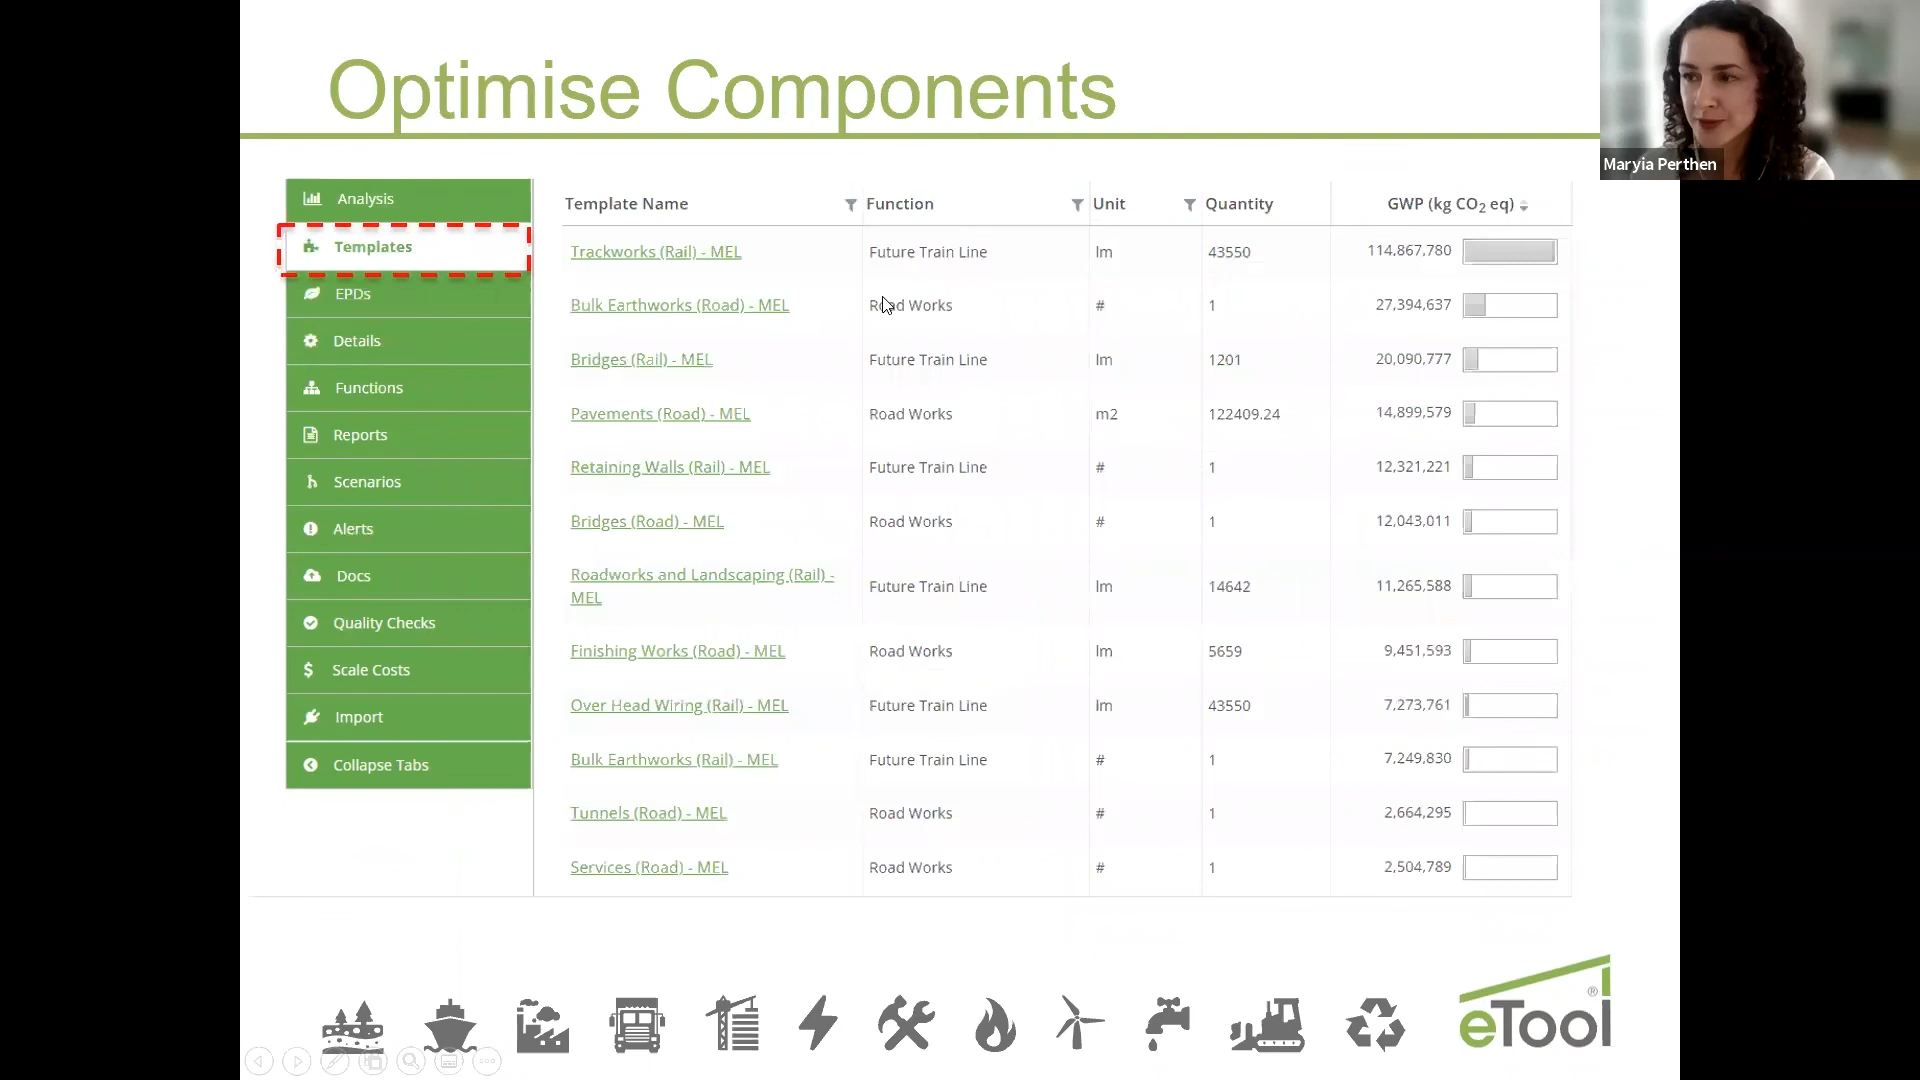 Optimise Components
Maryia Perthen
Analysis
Templates
EPDs
Details
Functions
Reports
Scenarios
Alerts
Docs
Quality Checks
Scale Costs
Import
Collapse Tabs
Template Name Function Unit Quantity GWP (kg CO2 eq)
Trackworks (Rail) - MEL Future Train Line lm 43550 114,867,780
Bulk Earthworks (Road) - MEL Road Works # 1 27,394,637
Bridges (Rail) - MEL Future Train Line lm 1201 20,090,777
Pavements (Road) - MEL Road Works m2 122409.24 14,899,579
Retaining Walls (Rail) - MEL Future Train Line # 1 12,321,221
Bridges (Road) - MEL Road Works # 1 12,043,011
Roadworks and Landscaping (Rail) -
MEL Future Train Line lm 14642 11,265,588
Finishing Works (Road) - MEL Road Works lm 5659 9,451,593
Over Head Wiring (Rail) - MEL Future Train Line lm 43550 7,273,761
Bulk Earthworks (Rail) - MEL Future Train Line # 1 7,249,830
Tunnels (Road) - MEL Road Works # 1 2,664,295
Services (Road) - MEL Road Works # 1 2,504,789
eTool®